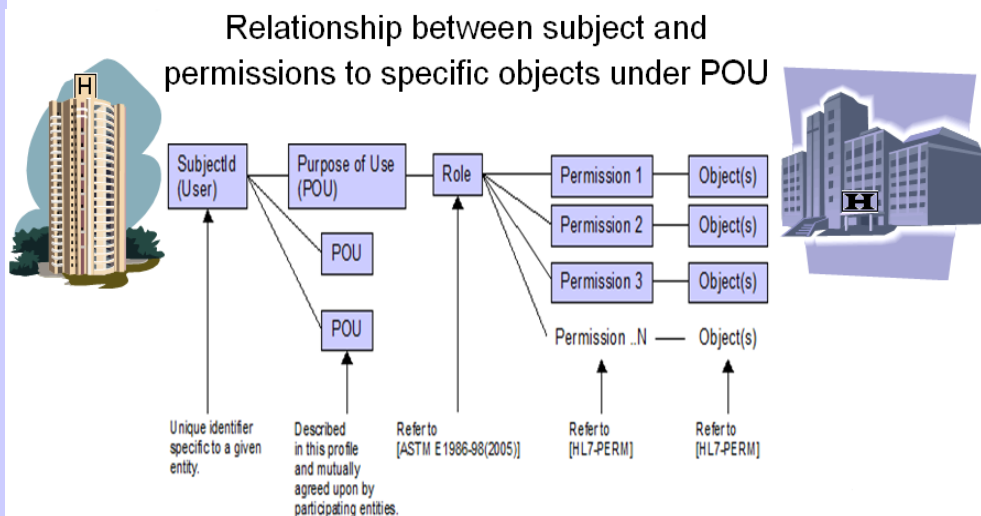 Relationship between subject and
permissions to specific objects under POU
H
H
SubjectId
(User)
Purpose of Use
(POU)
Role
Permission 1
Object(s)
Permission 2
Object(s)
POU
Permission 3
Object(s)
POU
Permission ..N
Object(s)
Unique identifier
specific to a given
entity.
Described
in this profile
and mutually
agreed upon by
participating entities.
Refer to
[ASTM E1986-98(2005)]
Refer to
[HL7-PERM]
Refer to
[HL7-PERM]